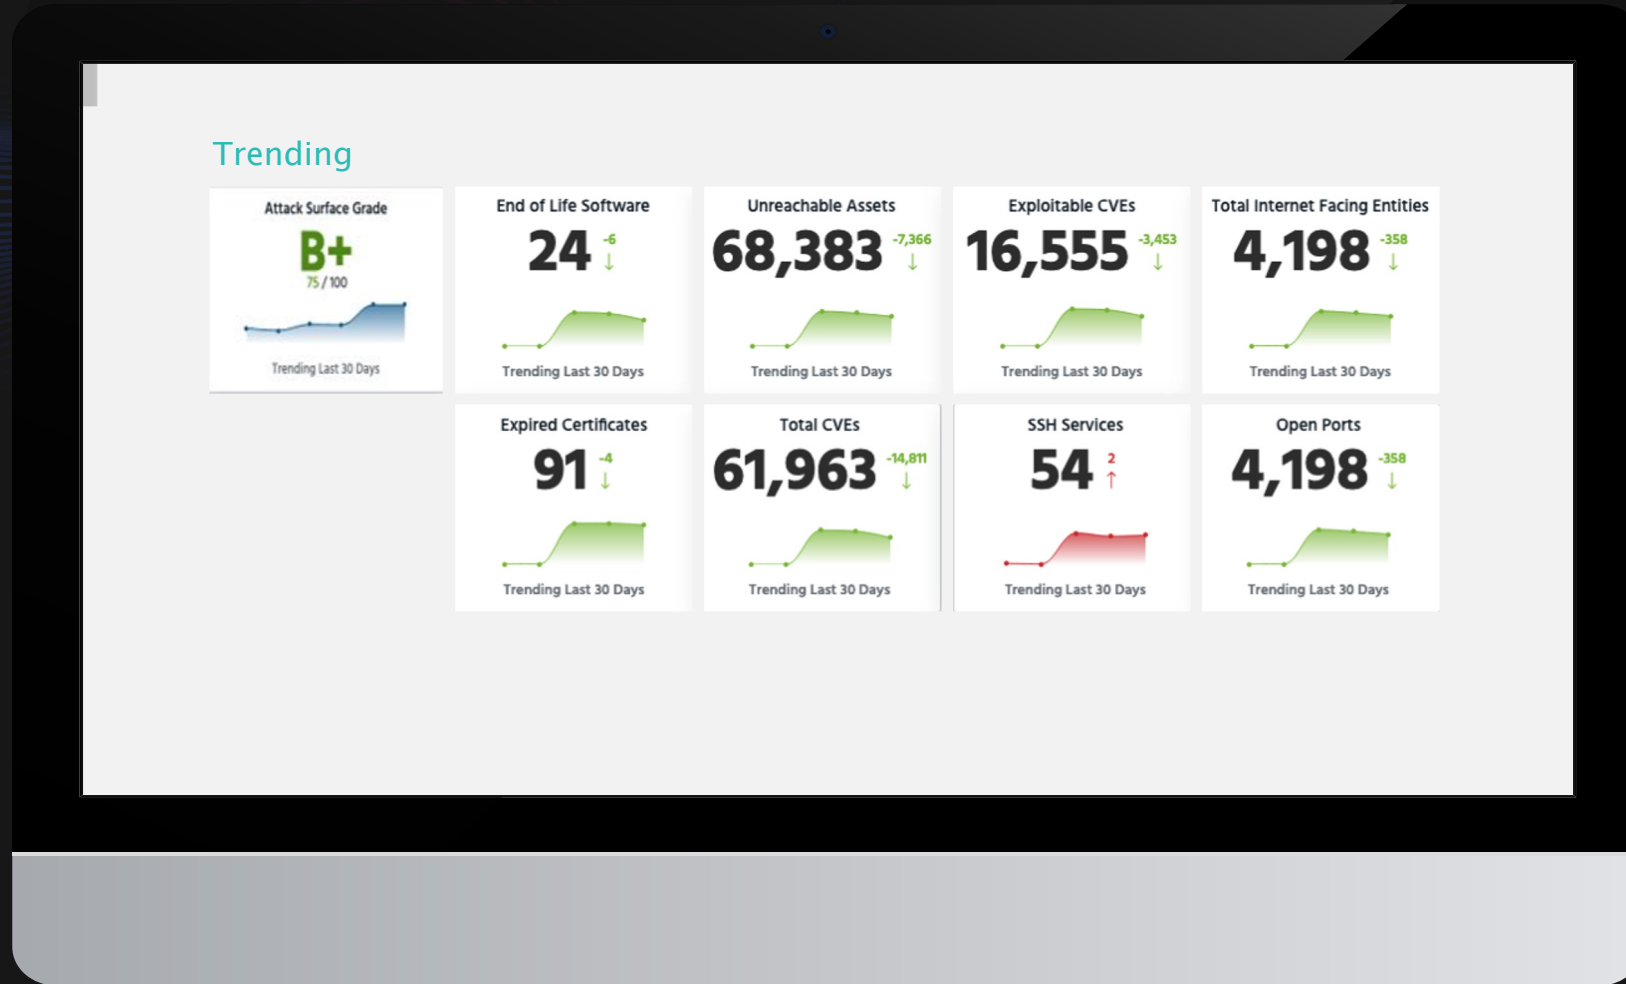 Trending
Attack Surface Grade
B+
75 / 100
Trending Last 30 Days
End of Life Software
24 -6 ↓
Trending Last 30 Days
Unreachable Assets
68,383 -7,366 ↓
Trending Last 30 Days
Exploitable CVEs
16,555 -3,453 ↓
Trending Last 30 Days
Total Internet Facing Entities
4,198 -358 ↓
Trending Last 30 Days
Expired Certificates
91 -4 ↓
Trending Last 30 Days
Total CVEs
61,963 -14,811 ↓
Trending Last 30 Days
SSH Services
54 2 ↑
Trending Last 30 Days
Open Ports
4,198 -358 ↓
Trending Last 30 Days